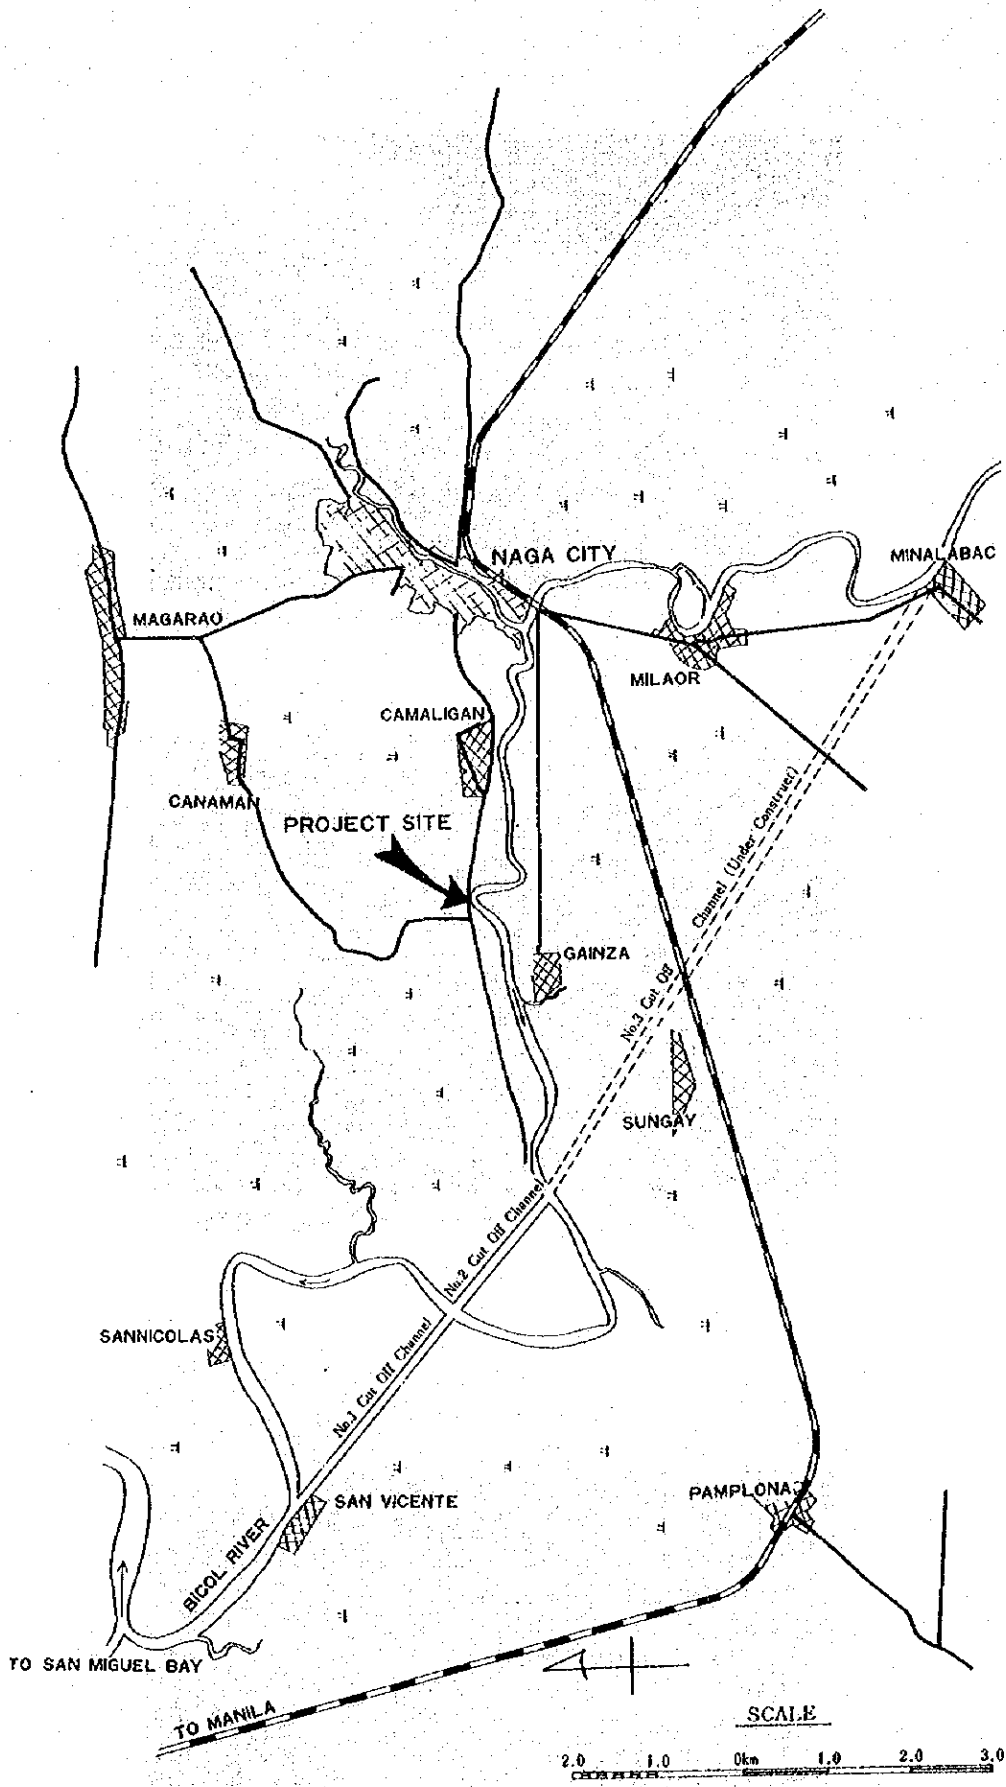 NAGA CITY
MINALABAC
MAGARAO
MILAOR
CAMALIGAN
CANAMAN
PROJECT SITE
GAINZA
No.3 Cut Off Channel (Under Construct)
SUNGAY
No.2 Cut Off Channel
SANNICOLAS
No.1 Cut Off Channel
PAMPLONA
SAN VICENTE
BICOL RIVER
TO SAN MIGUEL BAY
TO MANILA
SCALE
2.0 1.0 0km 1.0 2.0 3.0